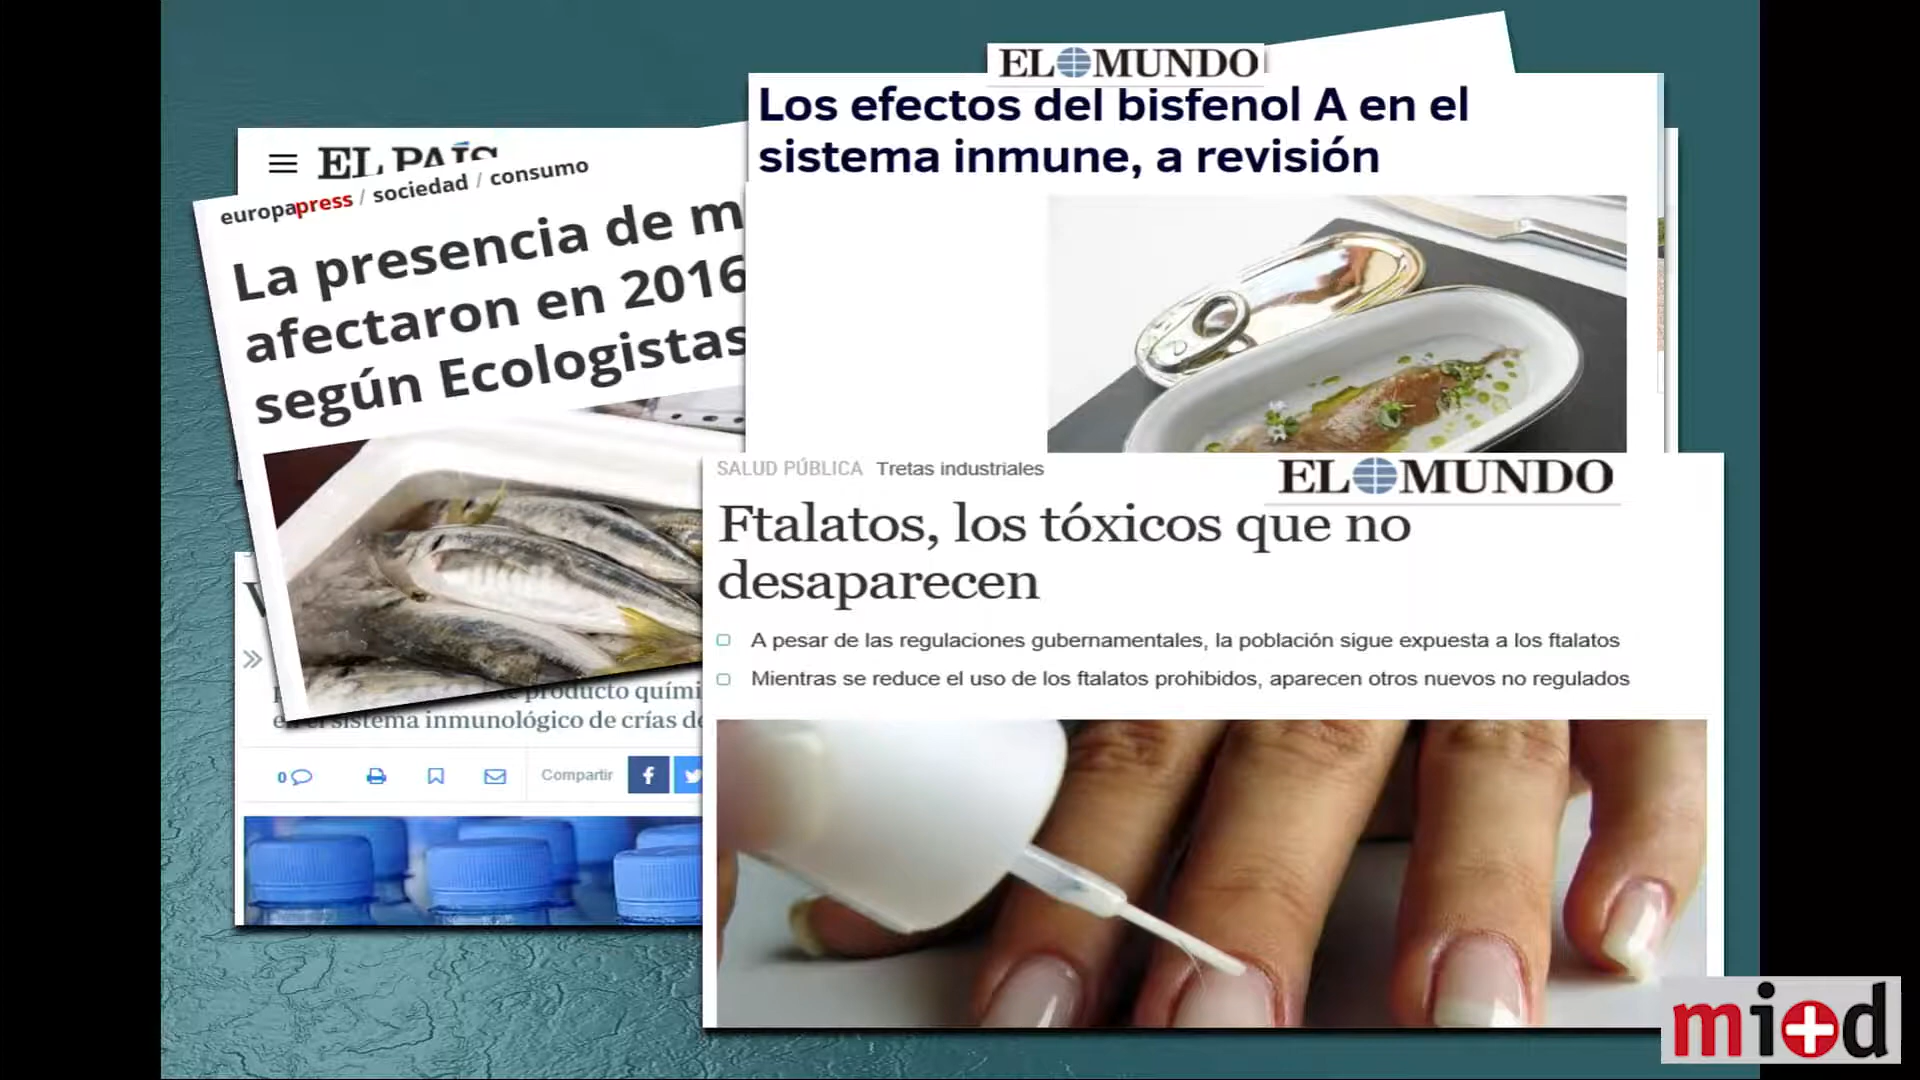 EL PAÍS
europapress / sociedad / consumo
La presencia de m
afectaron en 2016
según Ecologistas
EL MUNDO
Los efectos del bisfenol A en el
sistema inmune, a revisión
SALUD PÚBLICA Tretas industriales
EL MUNDO
Ftalatos, los tóxicos que no
desaparecen
A pesar de las regulaciones gubernamentales, la población sigue expuesta a los ftalatos
Mientras se reduce el uso de los ftalatos prohibidos, aparecen otros nuevos no regulados
producto quími
sistema inmunológico de crías de
0
Compartir
mi+d